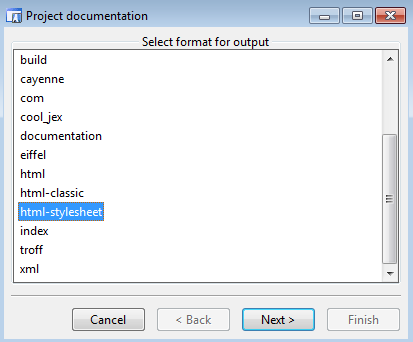 Project documentation
Select format for output
build
cayenne
com
cool_jex
documentation
eiffel
html
html-classic
html-stylesheet
index
troff
xml
Cancel
< Back
Next >
Finish